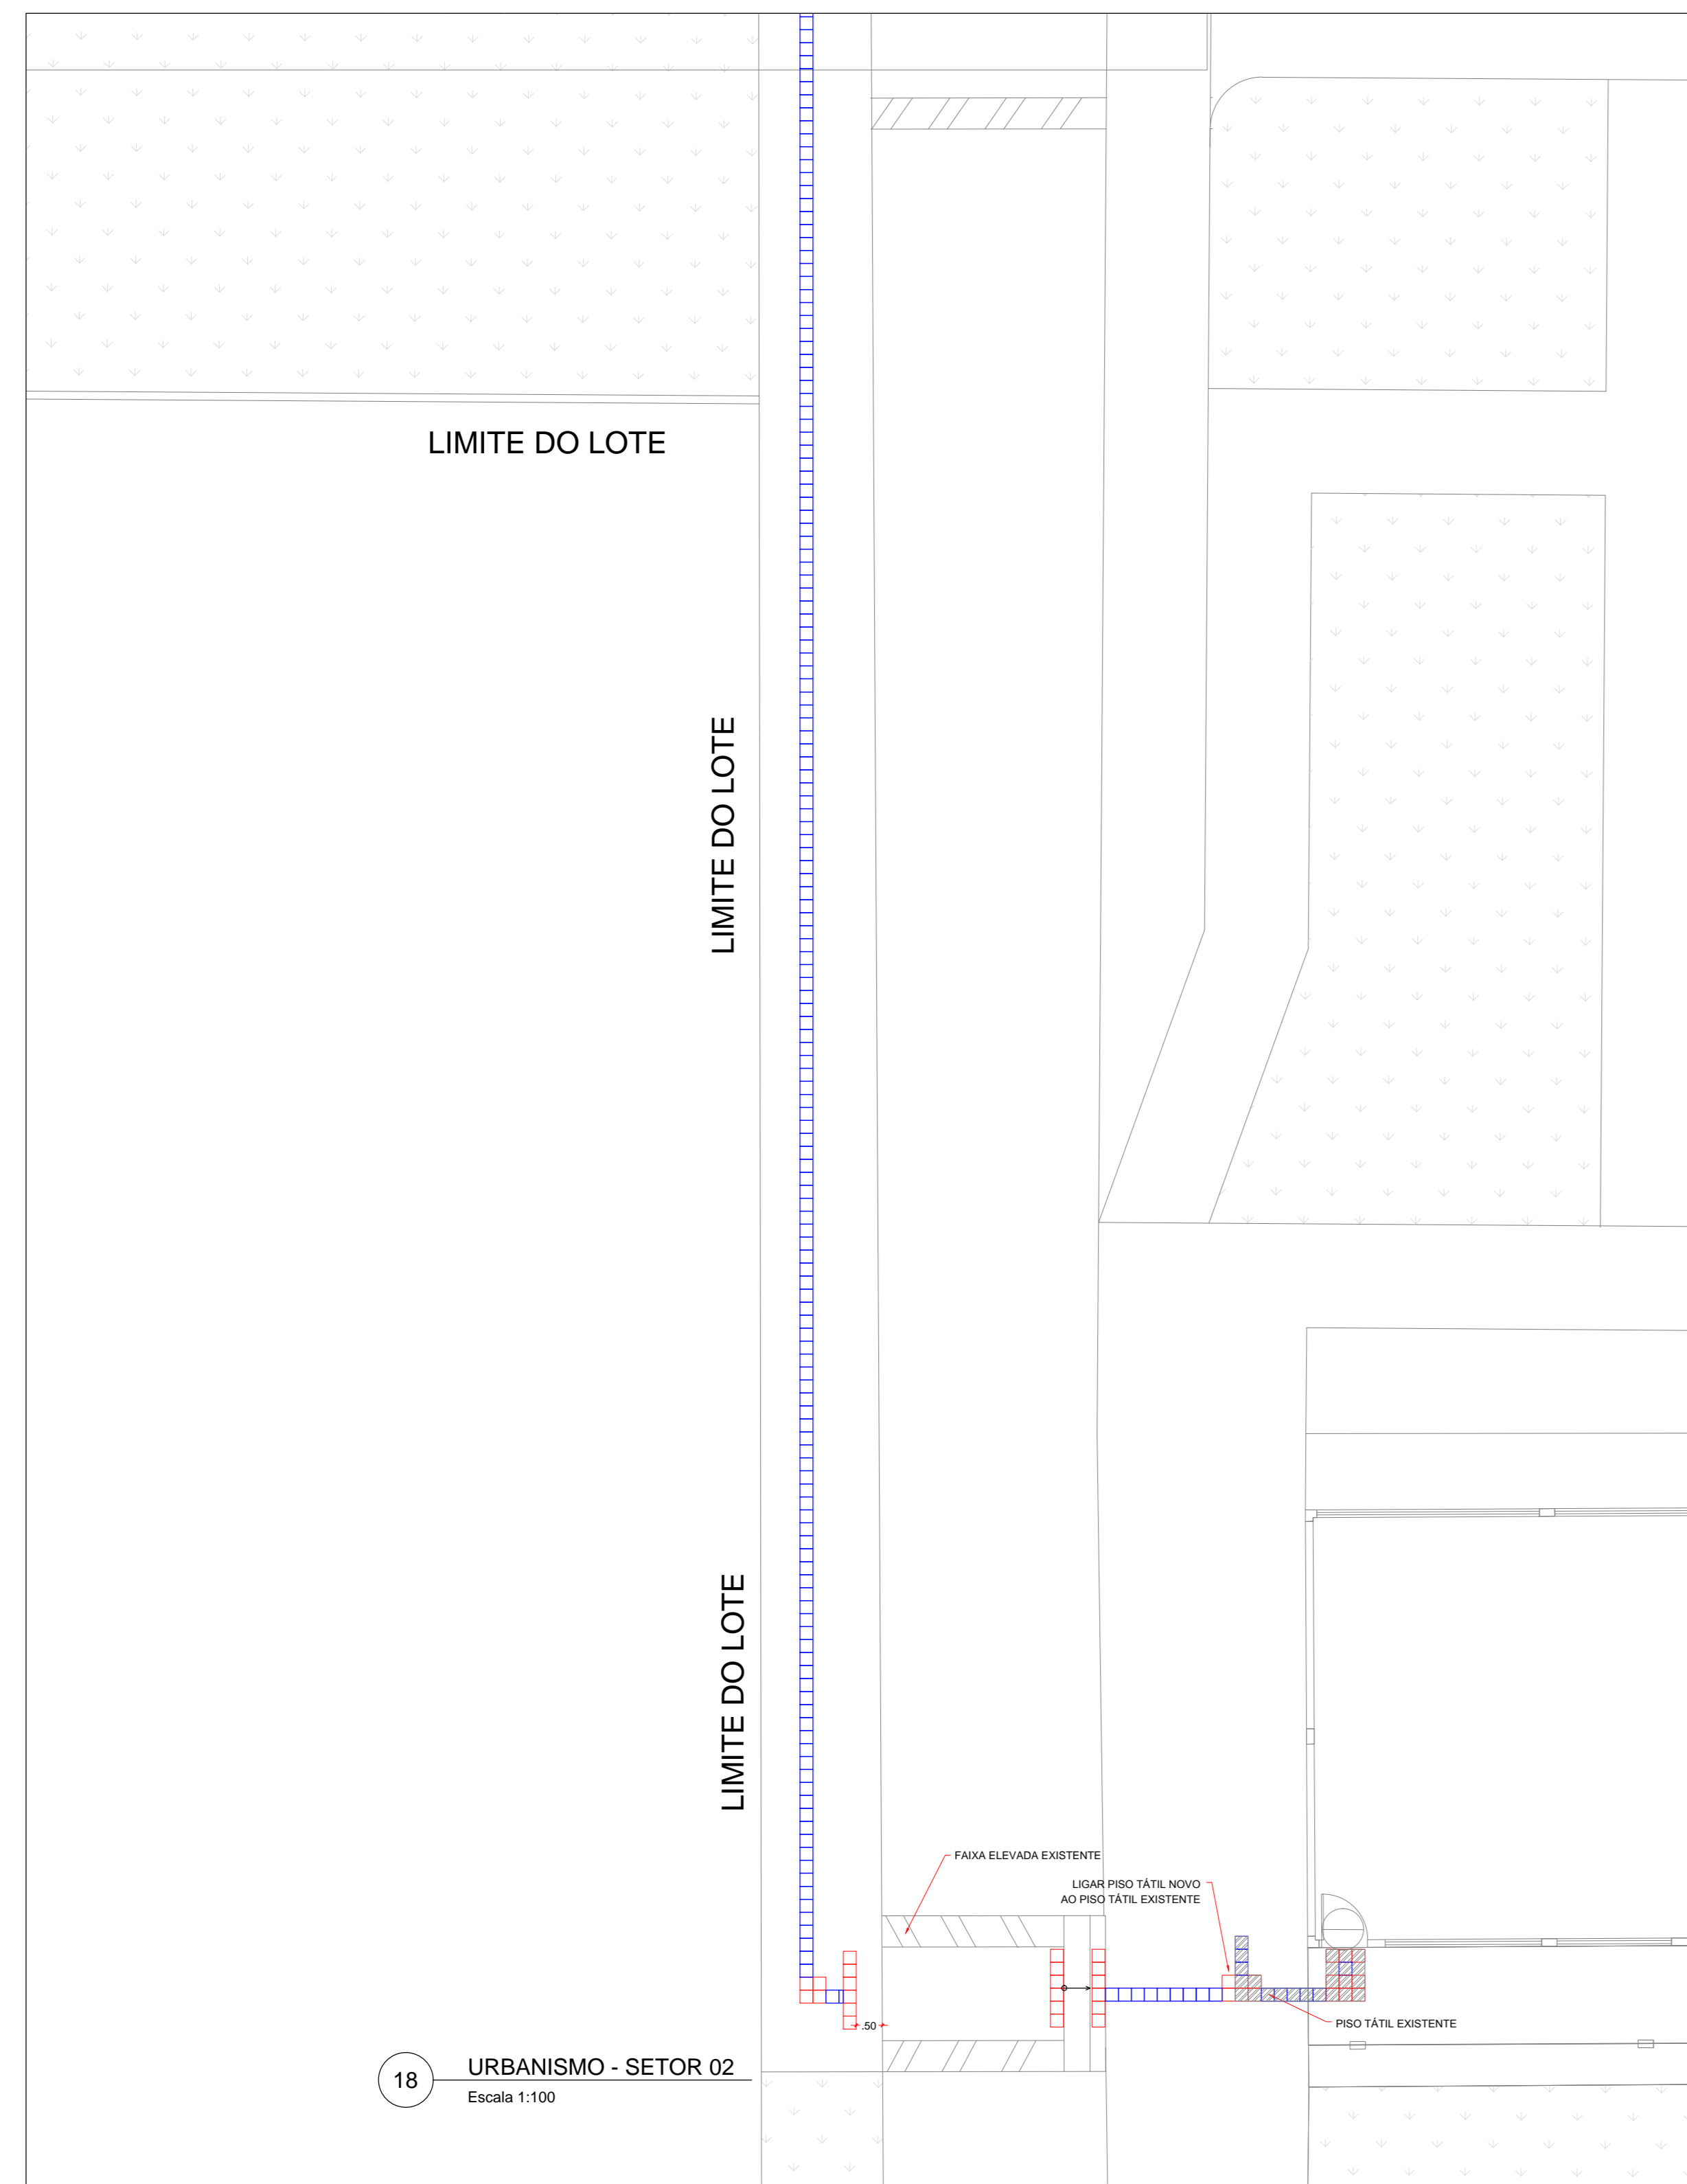 LIMITE DO LOTE
LIMITE DO LOTE
LIMITE DO LOTE
FAIXA ELEVADA EXISTENTE
LIGAR PISO TÁTIL NOVO
AO PISO TÁTIL EXISTENTE
.50
PISO TÁTIL EXISTENTE
18
URBANISMO - SETOR 02
Escala 1:100